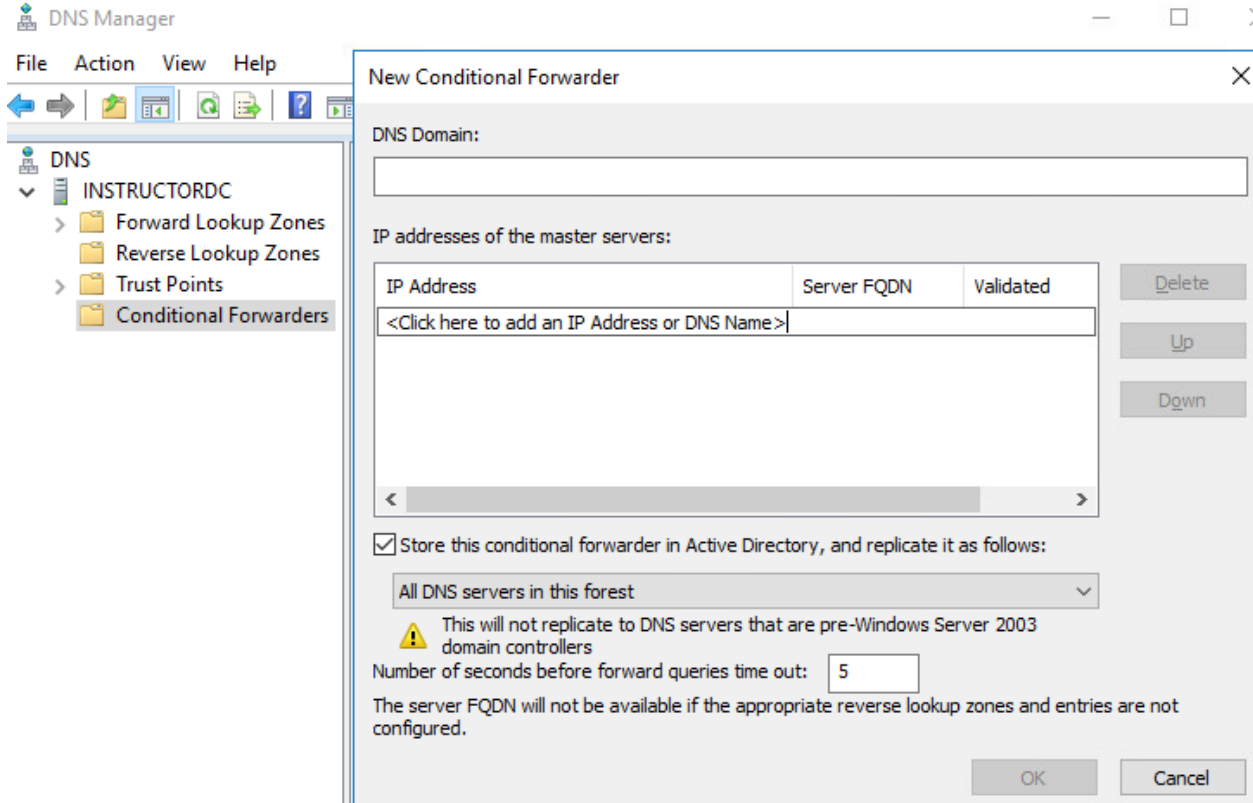 DNS Manager
File Action View Help
DNS
INSTRUCTORDC
Forward Lookup Zones
Reverse Lookup Zones
Trust Points
Conditional Forwarders
New Conditional Forwarder
DNS Domain:
IP addresses of the master servers:
IP Address Server FQDN Validated
<Click here to add an IP Address or DNS Name>
Delete
Up
Down
Store this conditional forwarder in Active Directory, and replicate it as follows:
All DNS servers in this forest
This will not replicate to DNS servers that are pre-Windows Server 2003
domain controllers
Number of seconds before forward queries time out: 5
The server FQDN will not be available if the appropriate reverse lookup zones and entries are not
configured.
OK Cancel